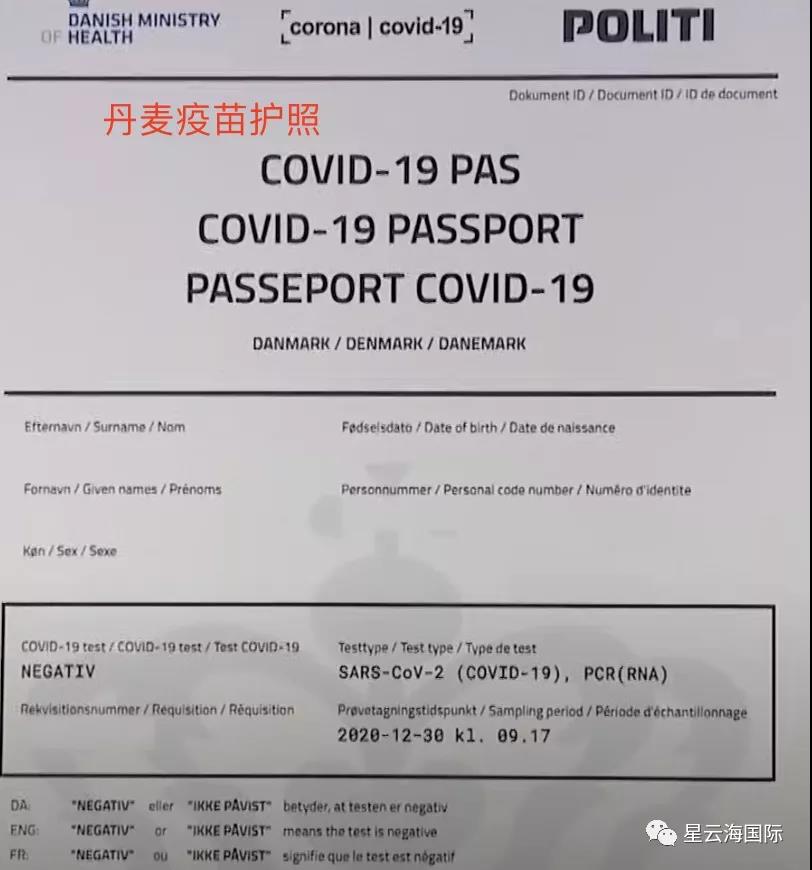 DANISH MINISTRY
OF HEALTH
corona | covid-19
POLITI
Dokument ID / Document ID / ID de document
丹麦疫苗护照
COVID-19 PAS
COVID-19 PASSPORT
PASSEPORT COVID-19
DANMARK / DENMARK / DANEMARK
Efternavn / Surname / Nom
Fødselsdato / Date of birth / Date de naissance
Fornavn / Given names / Prénoms
Personnummer / Personal code number / Numéro d'identite
Køn / Sex / Sexe
COVID-19 test / COVID-19 test / Test COVID-19
Testtype / Test type / Type de test
NEGATIV
SARS-CoV-2 (COVID-19), PCR(RNA)
Rekvisitionsnummer / Requisition / Réquisition
Prøvetagningstidspunkt / Sampling period / Période d'échantillonnage
2020-12-30 kl. 09.17
DA: "NEGATIV" eller "IKKE PÅVIST" betyder, at testen er negativ
ENG: "NEGATIV" or "IKKE PÅVIST" means the test is negative
FR: "NEGATIV" ou "IKKE PÅVIST" signifie que le test est négatif
星云海国际